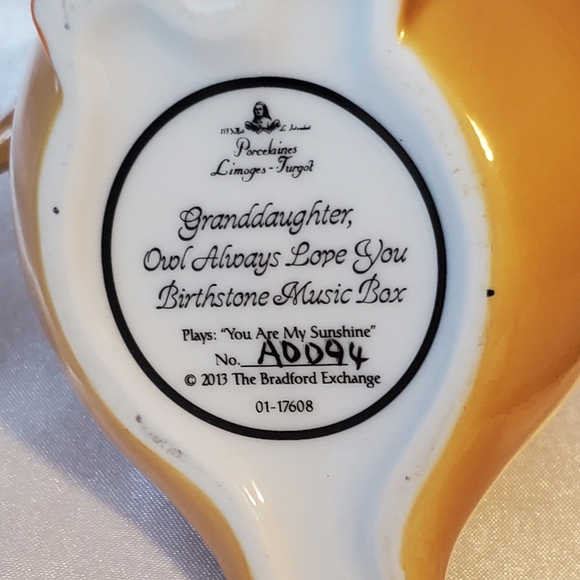 Porcelaines
Limoges-Turgot
Granddaughter,
Owl Always Love You
Birthstone Music Box
Plays: "You Are My Sunshine"
No. A0094
© 2013 The Bradford Exchange
01-17608